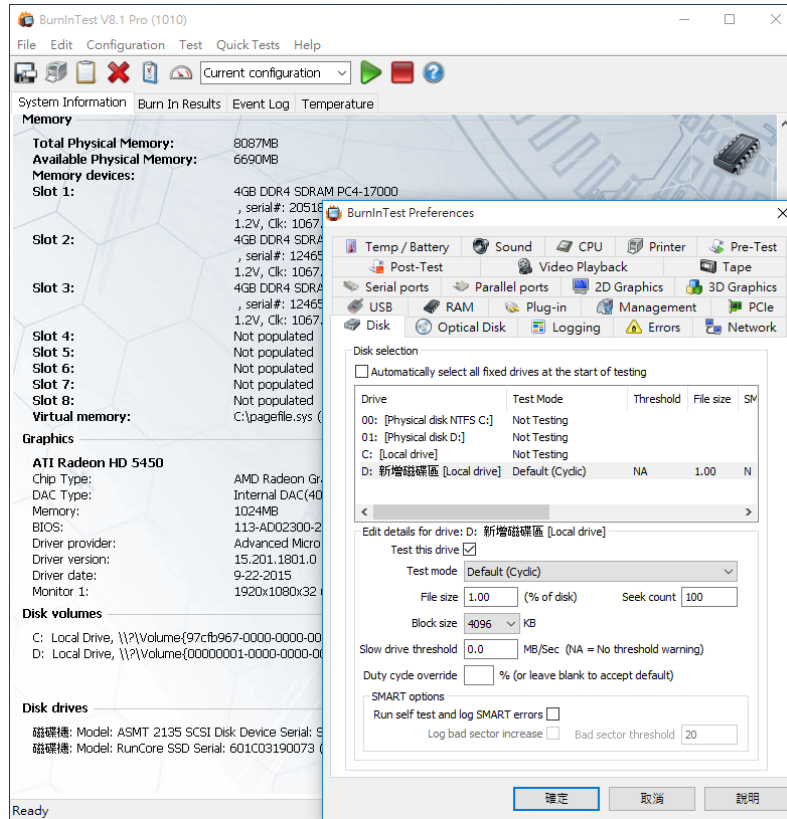 BurnInTest V8.1 Pro (1010)
File Edit Configuration Test Quick Tests Help
Current configuration
System Information Burn In Results Event Log Temperature
Memory
Total Physical Memory: 8087MB
Available Physical Memory: 6690MB
Memory devices:
Slot 1: 4GB DDR4 SDRAM PC4-17000
, serial#: 20518
1.2V, Clk: 1067.
Slot 2: 4GB DDR4 SDRA
, serial#: 12465
1.2V, Clk: 1067.
Slot 3: 4GB DDR4 SDRA
, serial#: 12465
1.2V, Clk: 1067.
Slot 4: Not populated
Slot 5: Not populated
Slot 6: Not populated
Slot 7: Not populated
Slot 8: Not populated
Virtual memory: C:\pagefile.sys (
Graphics
ATI Radeon HD 5450
Chip Type: AMD Radeon Gr
DAC Type: Internal DAC(40
Memory: 1024MB
BIOS: 113-AD02300-2
Driver provider: Advanced Micro
Driver version: 15.201.1801.0
Driver date: 9-22-2015
Monitor 1: 1920x1080x32
Disk volumes
C: Local Drive, \\?\Volume{97cfb967-0000-0000-00
D: Local Drive, \\?\Volume{00000001-0000-0000-0
Disk drives
磁碟機: Model: ASMT 2135 SCSI Disk Device Serial: S
磁碟機: Model: RunCore SSD Serial: 601C03190073 (
Ready
BurnInTest Preferences
Temp / Battery Sound CPU Printer Pre-Test
Post-Test Video Playback Tape
Serial ports Parallel ports 2D Graphics 3D Graphics
USB RAM Plug-in Management PCIe
Disk Optical Disk Logging Errors Network
Disk selection
Automatically select all fixed drives at the start of testing
Drive Test Mode Threshold File size SM
00: [Physical disk NTFS C:] Not Testing
01: [Physical disk D:] Not Testing
C: [Local drive] Not Testing
D: 新增磁碟區 [Local drive] Default (Cyclic) NA 1.00 N
Edit details for drive: D: 新增磁碟區 [Local drive]
Test this drive
Test mode Default (Cyclic)
File size 1.00 (% of disk) Seek count 100
Block size 4096 KB
Slow drive threshold 0.0 MB/Sec (NA = No threshold warning)
Duty cycle override % (or leave blank to accept default)
SMART options
Run self test and log SMART errors
Log bad sector increase Bad sector threshold 20
確定 取消 說明